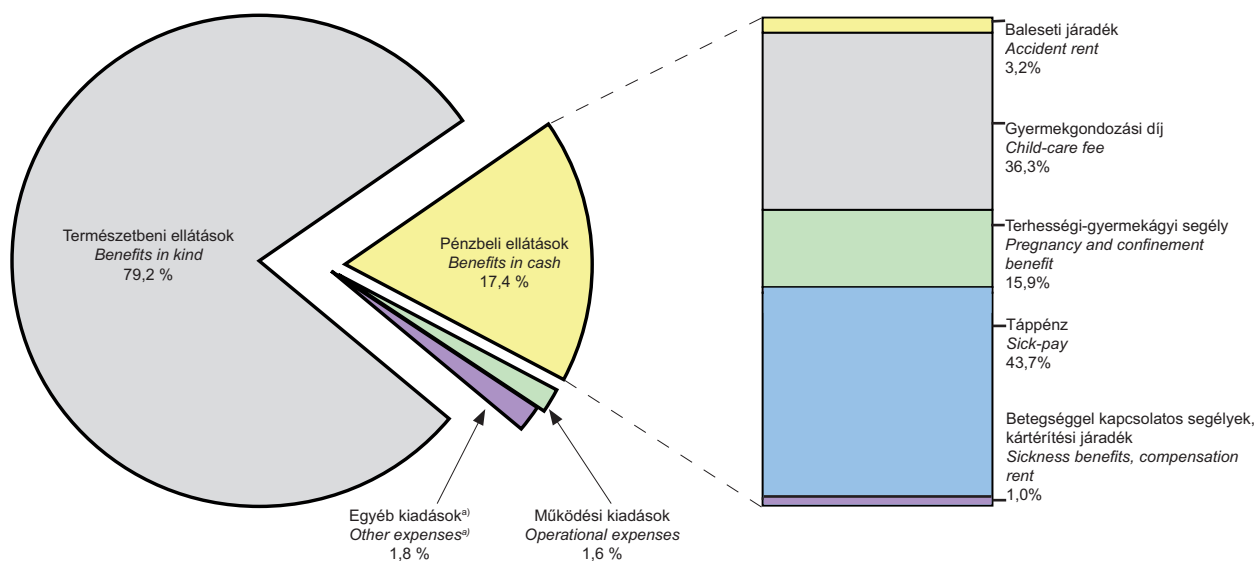 Természetbeni ellátások
Benefits in kind
79,2 %
Pénzbeli ellátások
Benefits in cash
17,4 %
Egyéb kiadásokᵃ⁾
Other expensesᵃ⁾
1,8 %
Működési kiadások
Operational expenses
1,6 %
Baleseti járadék
Accident rent
3,2%
Gyermekgondozási díj
Child-care fee
36,3%
Terhességi-gyermekágyi segély
Pregnancy and confinement
benefit
15,9%
Táppénz
Sick-pay
43,7%
Betegséggel kapcsolatos segélyek,
kártérítési járadék
Sickness benefits, compensation
rent
1,0%